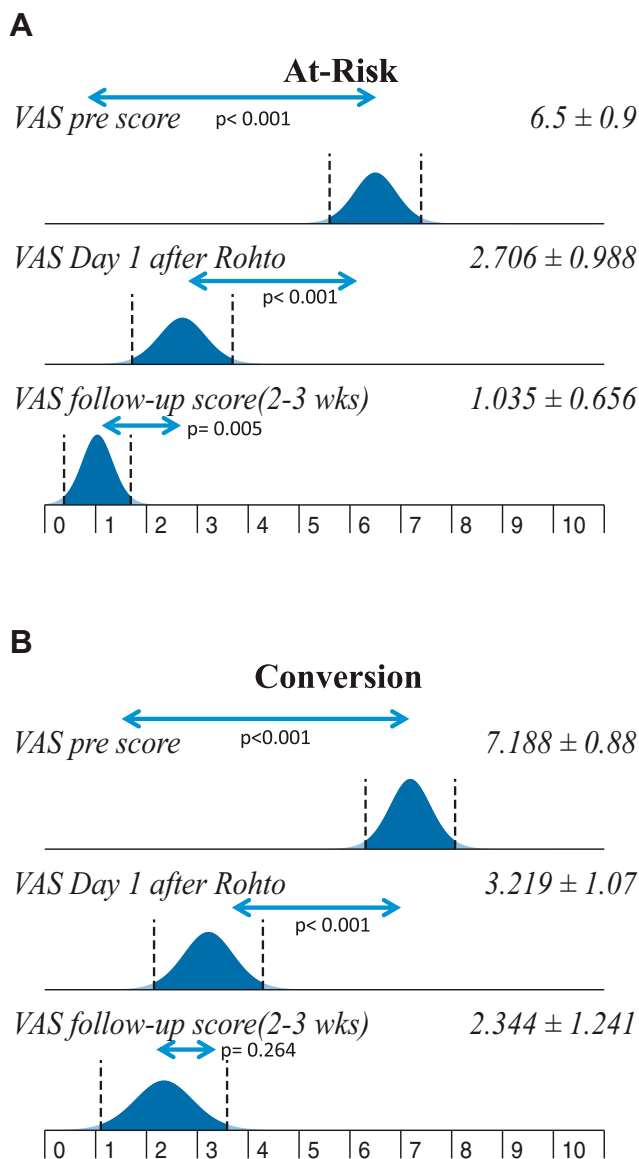 A
At-Risk
VAS pre score
p< 0.001
6.5 ± 0.9
VAS Day 1 after Rohto
2.706 ± 0.988
p< 0.001
VAS follow-up score(2-3 wks)
1.035 ± 0.656
p= 0.005
0 1 2 3 4 5 6 7 8 9 10
B
Conversion
VAS pre score
p<0.001
7.188 ± 0.88
VAS Day 1 after Rohto
3.219 ± 1.07
p< 0.001
VAS follow-up score(2-3 wks)
2.344 ± 1.241
p= 0.264
0 1 2 3 4 5 6 7 8 9 10